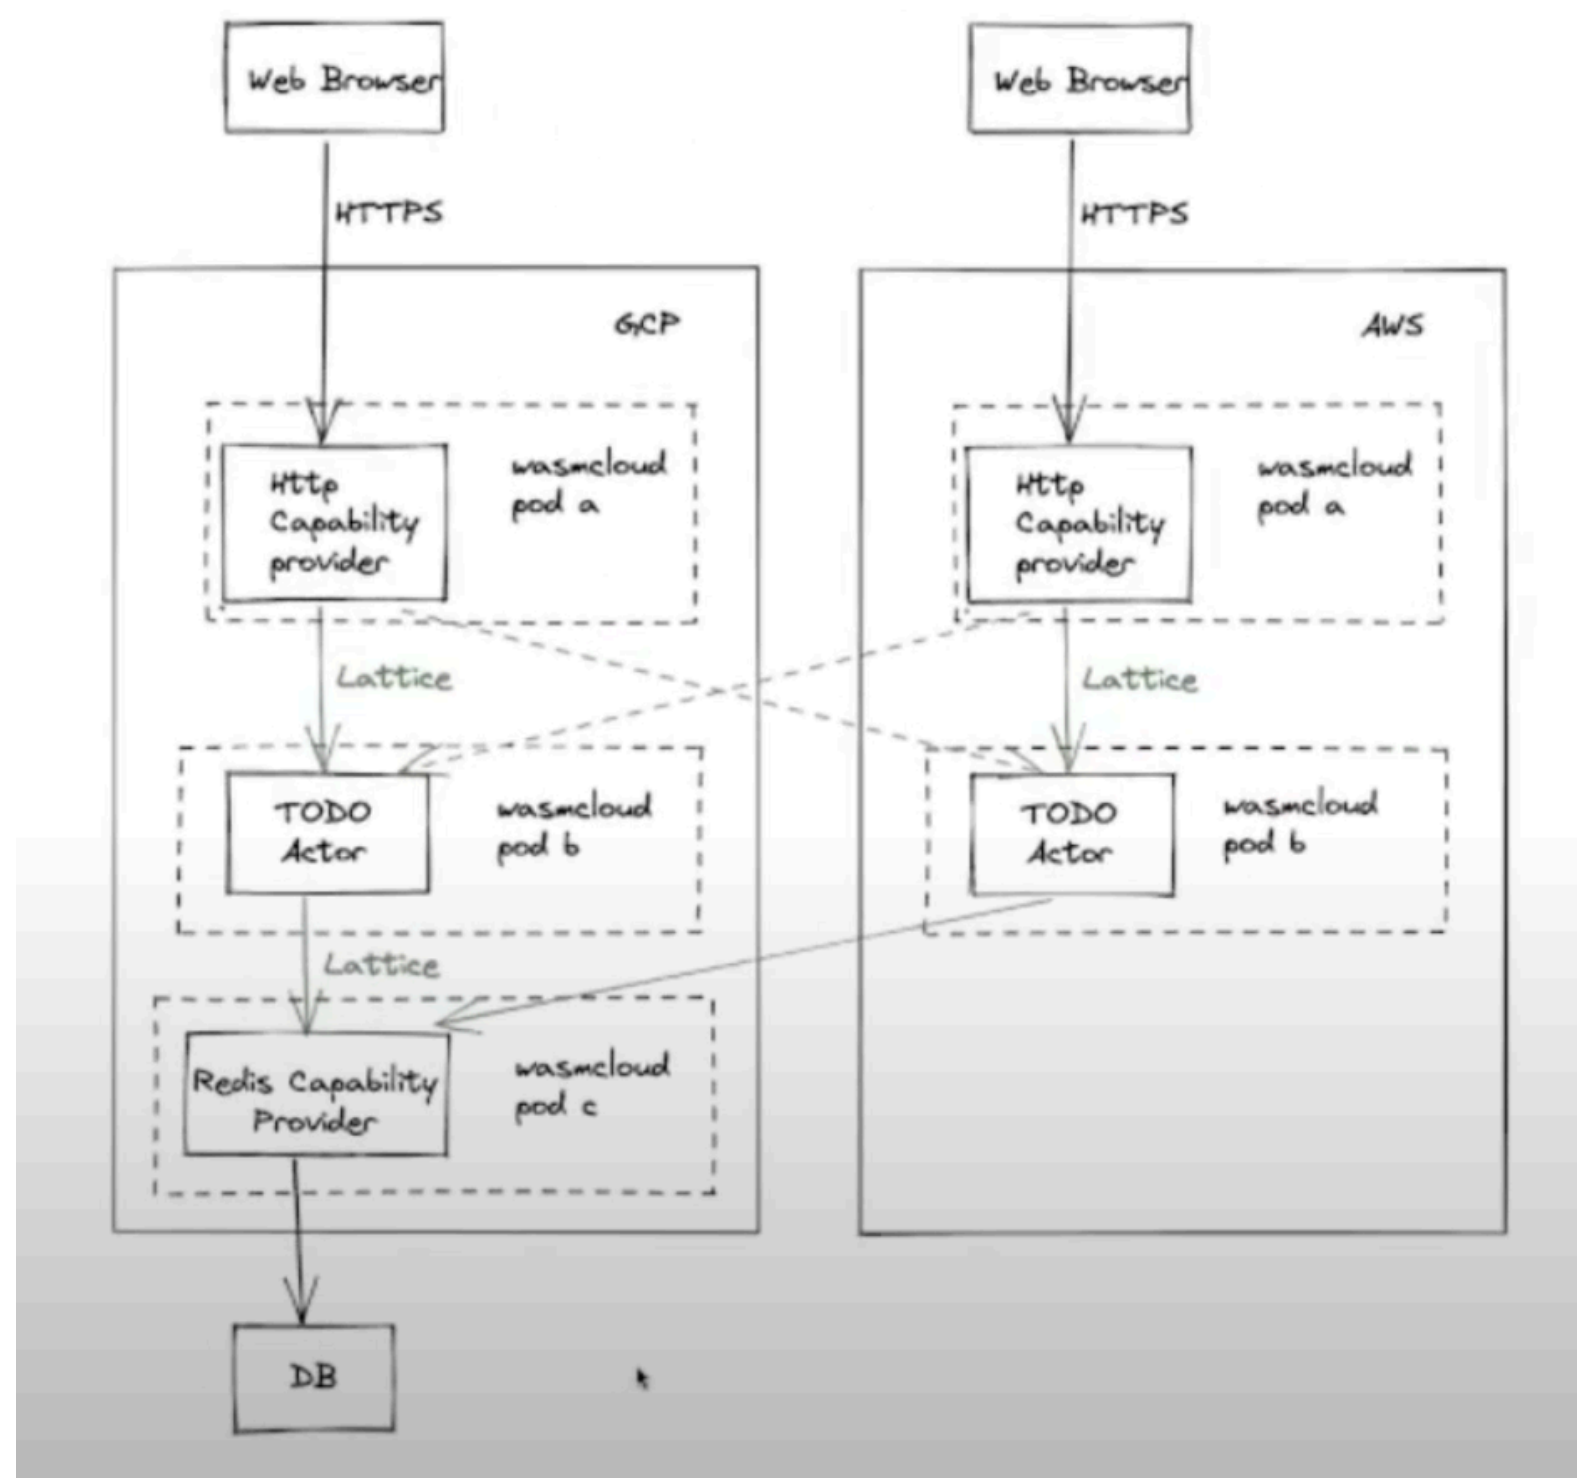 Web Browser
Web Browser
HTTPS
HTTPS
GCP
AWS
Http
Capability
provider
wasmcloud
pod a
Http
Capability
provider
wasmcloud
pod a
Lattice
Lattice
TODO
Actor
wasmcloud
pod b
TODO
Actor
wasmcloud
pod b
Lattice
Redis Capability
Provider
wasmcloud
pod c
DB